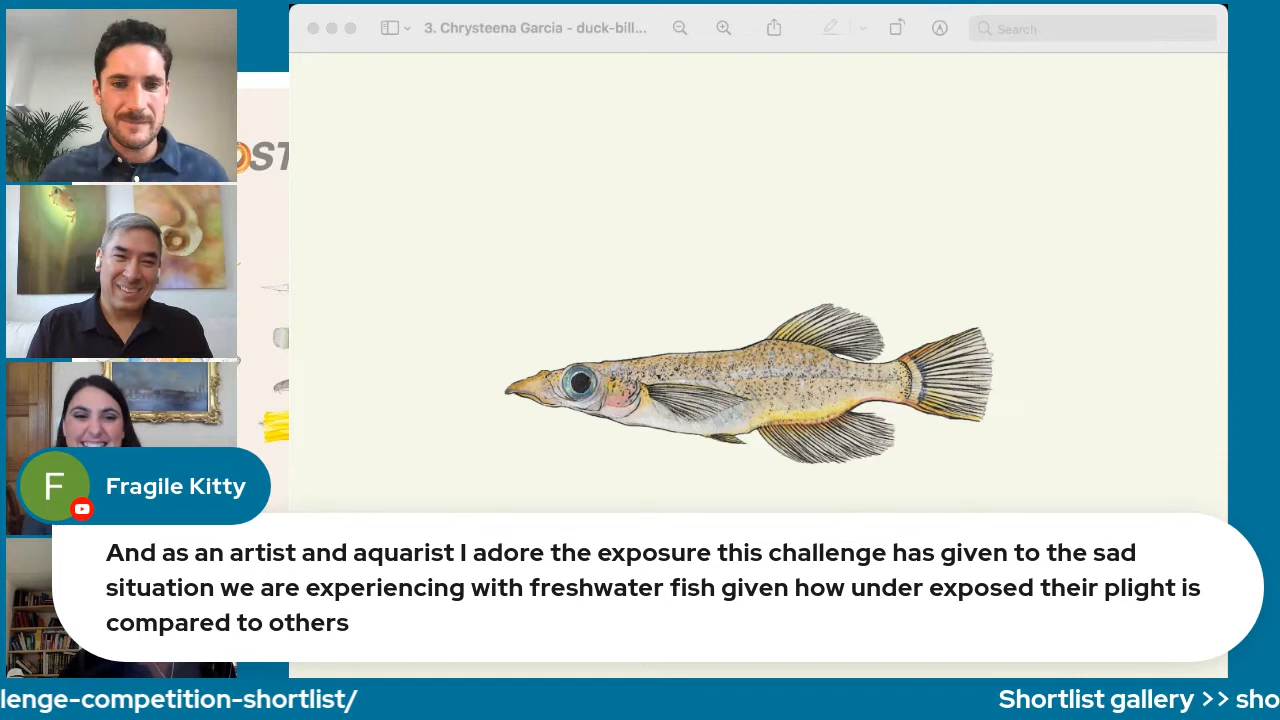 3. Chrysteena Garcia - duck-bill...
Search
OST
F
Fragile Kitty
And as an artist and aquarist I adore the exposure this challenge has given to the sad
situation we are experiencing with freshwater fish given how under exposed their plight is
compared to others
lenge-competition-shortlist/
Shortlist gallery >> sho